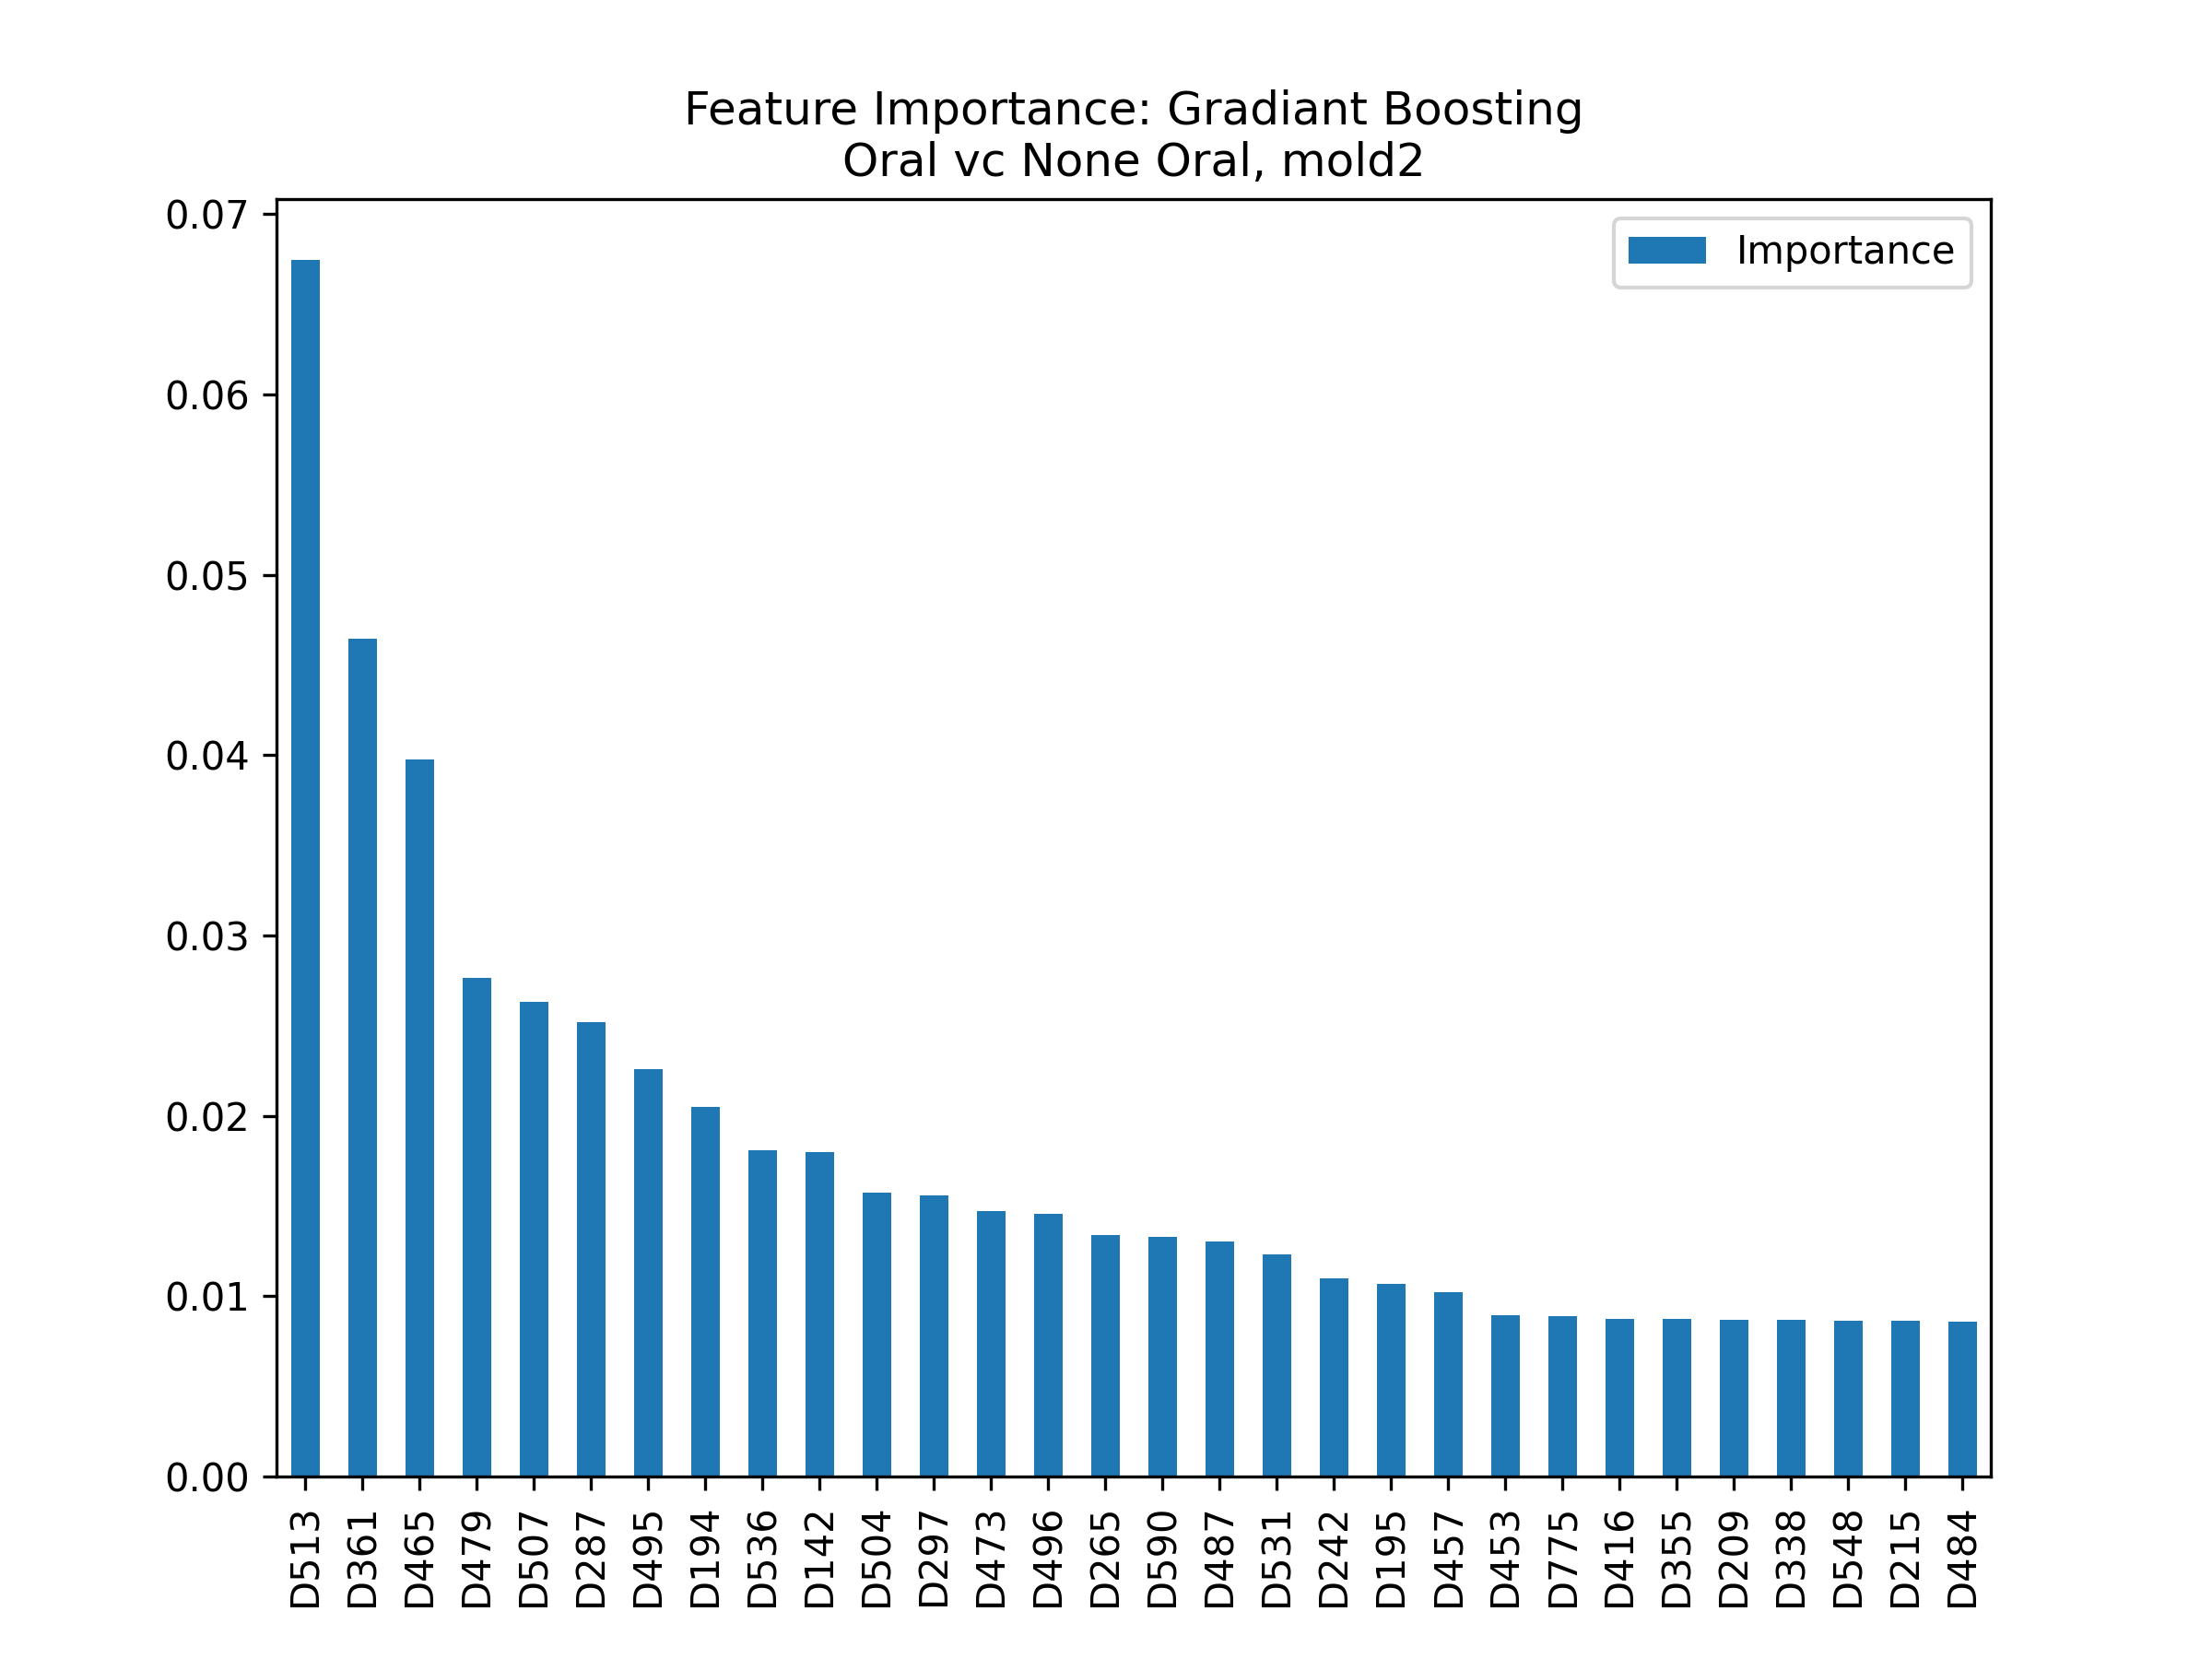 Feature Importance: Gradiant Boosting
Oral vc None Oral, mold2
Importance
0.07
0.06
0.05
0.04
0.03
0.02
0.01
0.00
D513
D361
D465
D479
D507
D287
D495
D194
D536
D142
D504
D297
D473
D496
D265
D590
D487
D531
D242
D195
D457
D453
D775
D416
D355
D209
D338
D548
D215
D484